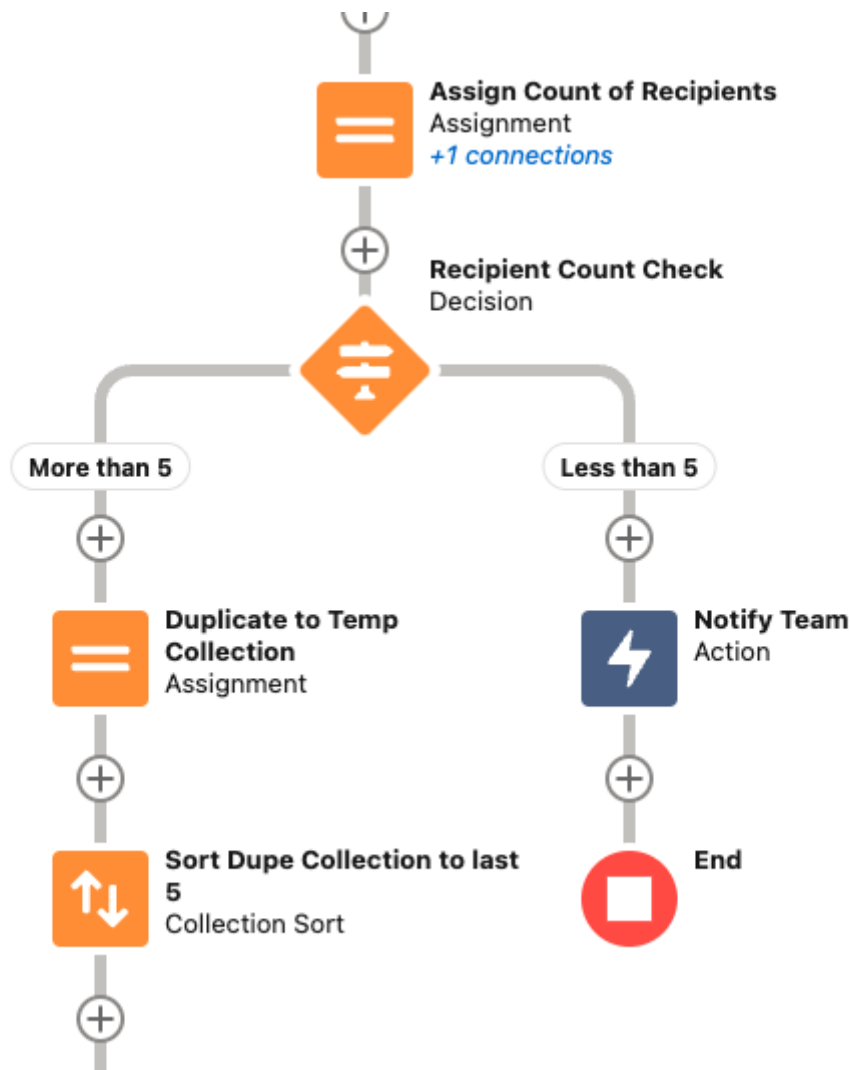 Assign Count of Recipients
Assignment
+1 connections
Recipient Count Check
Decision
More than 5
Less than 5
Duplicate to Temp
Collection
Assignment
Notify Team
Action
Sort Dupe Collection to last
5
Collection Sort
End